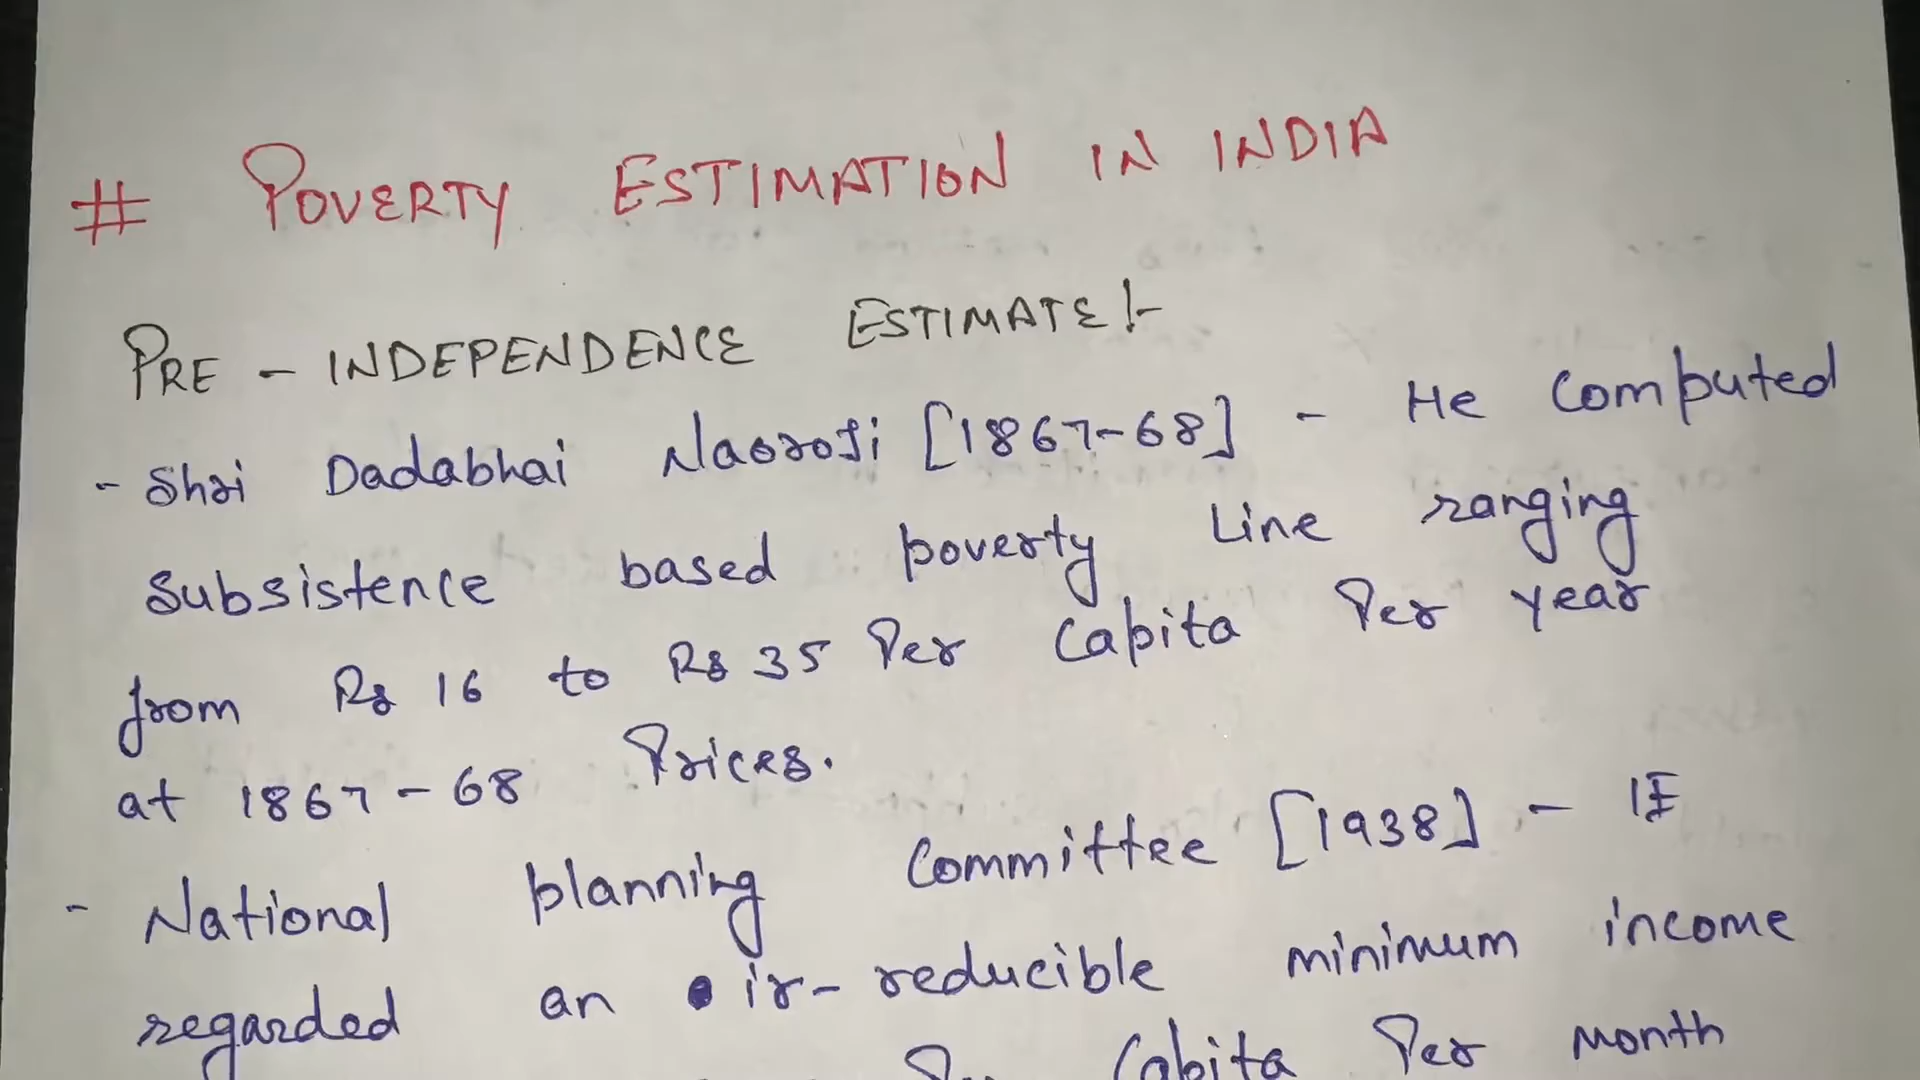 # POVERTY ESTIMATION IN INDIA
PRE - INDEPENDENCE ESTIMATE :-
- Shri Dadabhai Naoroji [1867-68] - He computed
Subsistence based poverty Line ranging
from Rs 16 to Rs 35 Per Capita Per year
at 1867-68 Prices.
- National planning Committee [1938] - IE
regarded an ir-reducible minimum income
Per Capita Per month